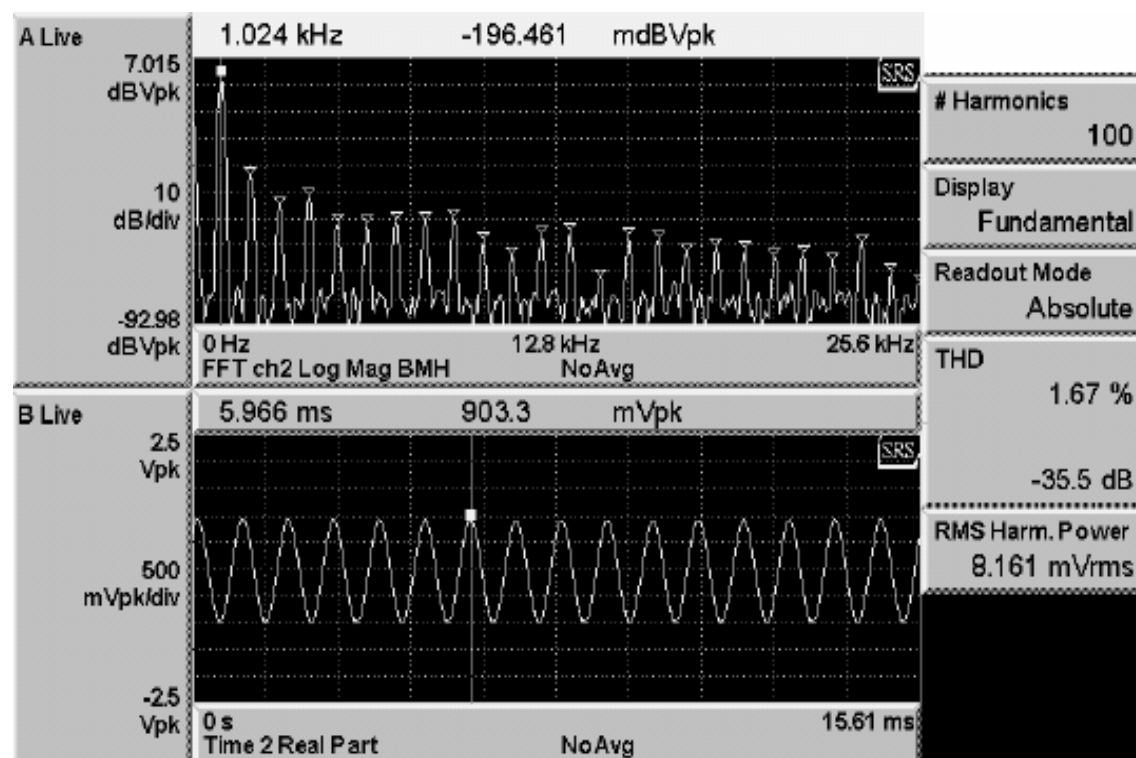 A Live
1.024 kHz -196.461 mdBVpk
7.015
dBVpk
10
dB/div
-92.98
dBVpk
SRS
0 Hz 12.8 kHz 25.6 kHz
FFT ch2 Log Mag BMH NoAvg
B Live
5.966 ms 903.3 mVpk
2.5
Vpk
500
mVpk/div
-2.5
Vpk
SRS
0 s 15.61 ms
Time 2 Real Part NoAvg
# Harmonics
100
Display
Fundamental
Readout Mode
Absolute
THD
1.67 %
-35.5 dB
RMS Harm. Power
8.161 mVrms